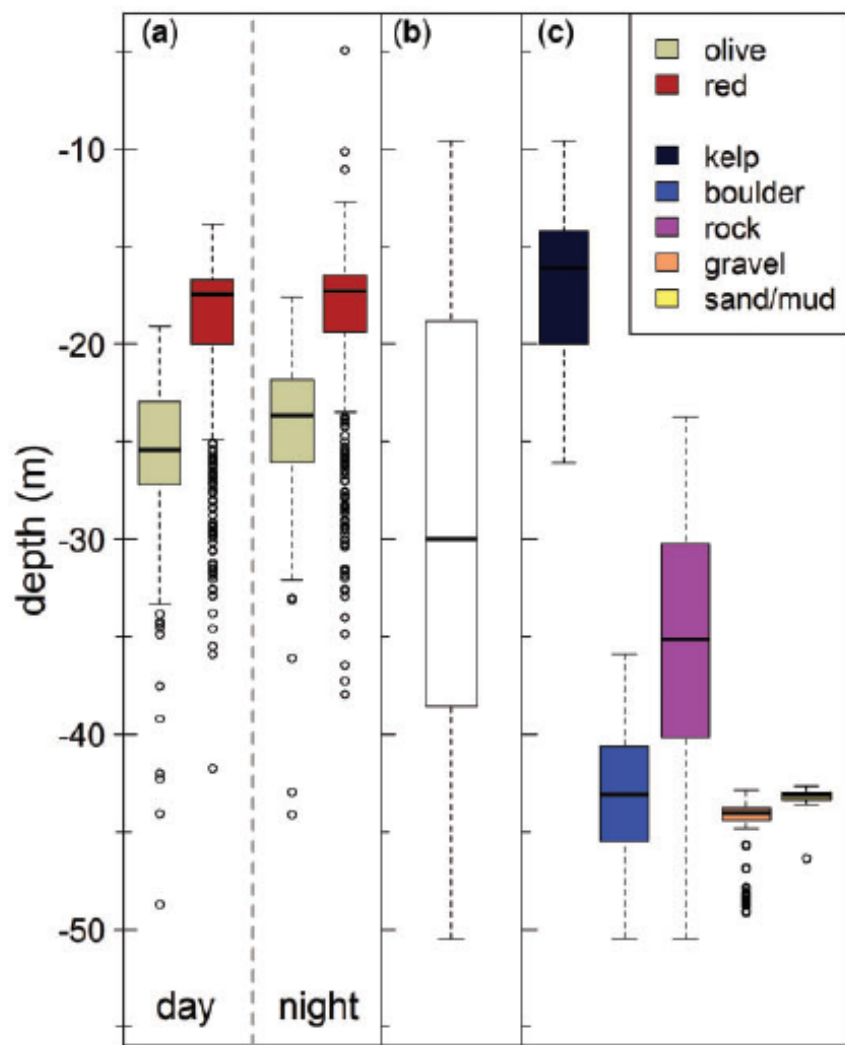 (a)
(b)
(c)
olive
red
kelp
boulder
rock
gravel
sand/mud
depth (m)
-10
-20
-30
-40
-50
day
night